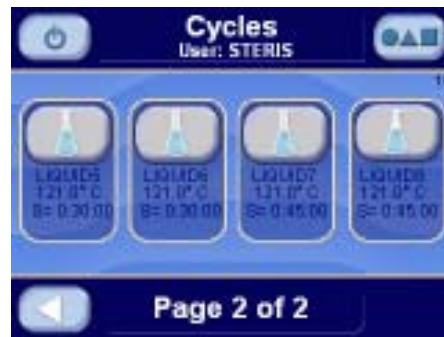 Cycles
User: STERIS
1
LIQUID5
121.0° C
S= 0:30:00
LIQUID6
121.0° C
S= 0:30:00
LIQUID7
121.0° C
S= 0:45:00
LIQUID8
121.0° C
S= 0:45:00
Page 2 of 2